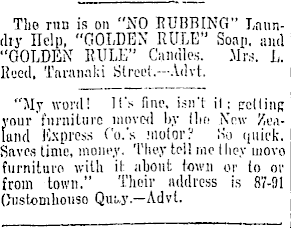 The run is on "NO RUBBING" Laun-
dry Help, "GOLDEN RULE" Soap, and
"GOLDEN RULE" Candles. Mrs. L.
Reed, Taranaki Street.—Advt.
"My word! It's fine, isn't it: getting
your furniture moved by the New Zea-
land Express Co.'s motor? So quick.
Saves time, money. They tell me they move
furniture with it about town or to or
from town." Their address is 87-91
Customhouse Quay.—Advt.